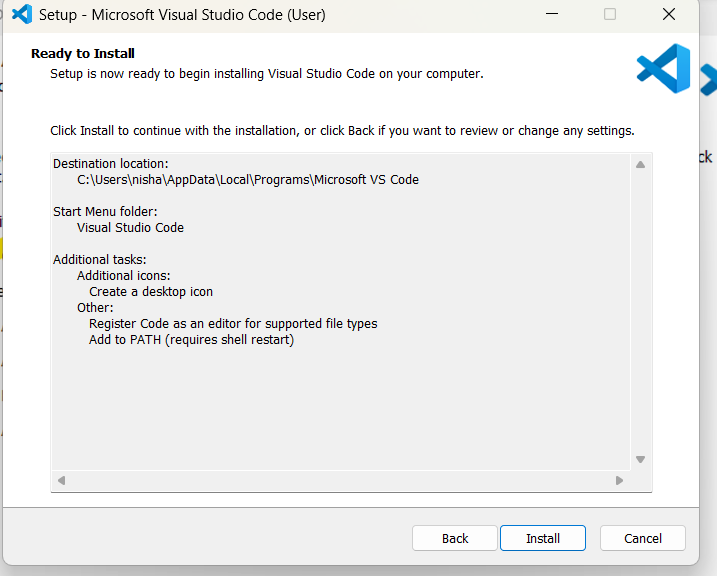 Setup - Microsoft Visual Studio Code (User)
Ready to Install
Setup is now ready to begin installing Visual Studio Code on your computer.
Click Install to continue with the installation, or click Back if you want to review or change any settings.
Destination location:
C:\Users\nisha\AppData\Local\Programs\Microsoft VS Code
Start Menu folder:
Visual Studio Code
Additional tasks:
Additional icons:
Create a desktop icon
Other:
Register Code as an editor for supported file types
Add to PATH (requires shell restart)
Back
Install
Cancel